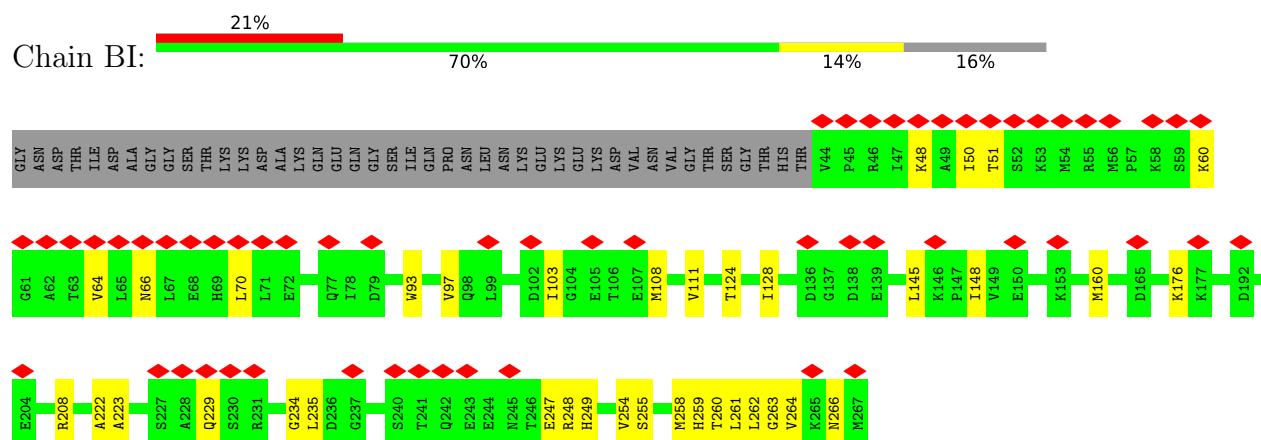 21%
Chain BI:
70% 14% 16%
GLY ASN ASP THR ILE ASP ALA GLY GLY SER THR LYS LYS ASP ALA LYS GLN GLU GLN GLY SER ILE GLN PRO ASN LEU ASN LYS GLU LYS GLU LYS ASP VAL ASN VAL GLY THR SER GLY THR HIS THR V44 P45 R46 I47 K48 A49 I50 T51 S52 K53 M54 R55 M56 P57 K58 S59 K60
G61 A62 T63 V64 L65 N66 L67 E68 H69 L70 L71 E72 Q77 I78 D79 W93 V97 Q98 L99 D102 I103 G104 E105 T106 E107 M108 V111 T124 I128 D136 G137 D138 E139 L145 K146 P147 I148 V149 E150 K153 M160 D165 K176 K177 D192
E204 R208 A222 A223 S227 A228 Q229 S230 R231 G234 L235 D236 G237 S240 T241 Q242 E243 E244 N245 T246 E247 R248 H249 V254 S255 M258 H259 T260 L261 L262 G263 V264 K265 N266 M267